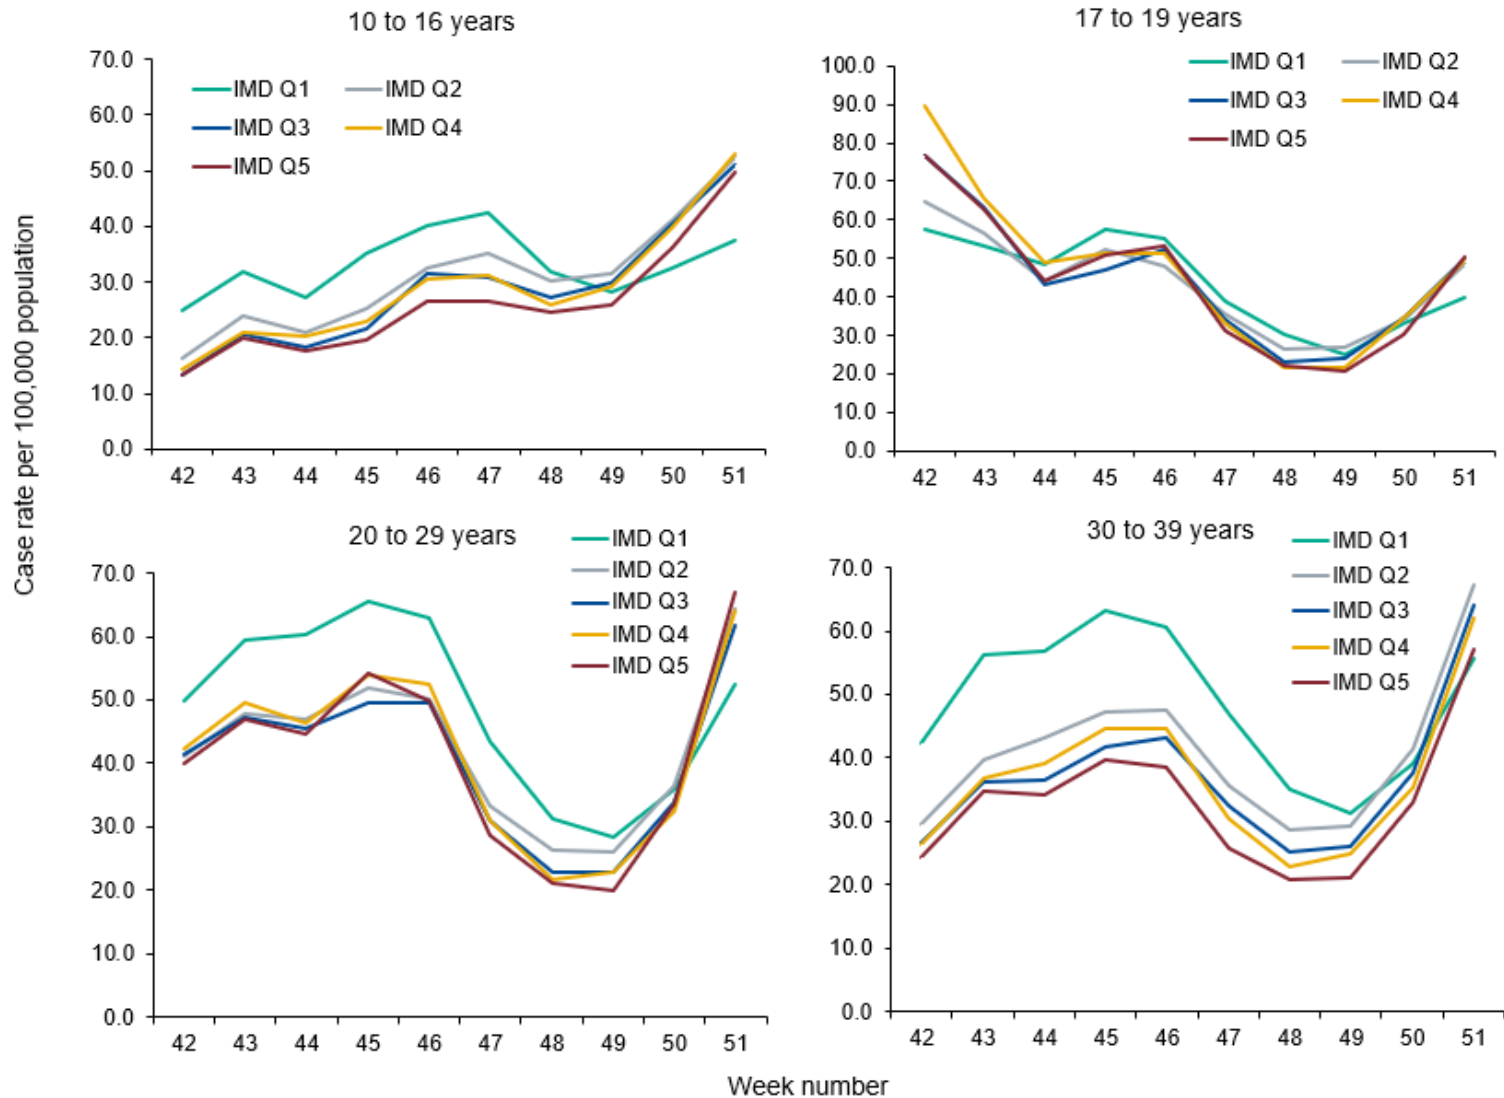 Case rate per 100,000 population
10 to 16 years
IMD Q1 IMD Q2
IMD Q3 IMD Q4
IMD Q5
70.0
60.0
50.0
40.0
30.0
20.0
10.0
0.0
42 43 44 45 46 47 48 49 50 51
17 to 19 years
IMD Q1 IMD Q2
IMD Q3 IMD Q4
IMD Q5
100.0
90.0
80.0
70.0
60.0
50.0
40.0
30.0
20.0
10.0
0.0
42 43 44 45 46 47 48 49 50 51
20 to 29 years
IMD Q1
IMD Q2
IMD Q3
IMD Q4
IMD Q5
70.0
60.0
50.0
40.0
30.0
20.0
10.0
0.0
42 43 44 45 46 47 48 49 50 51
30 to 39 years
IMD Q1
IMD Q2
IMD Q3
IMD Q4
IMD Q5
70.0
60.0
50.0
40.0
30.0
20.0
10.0
0.0
42 43 44 45 46 47 48 49 50 51
Week number